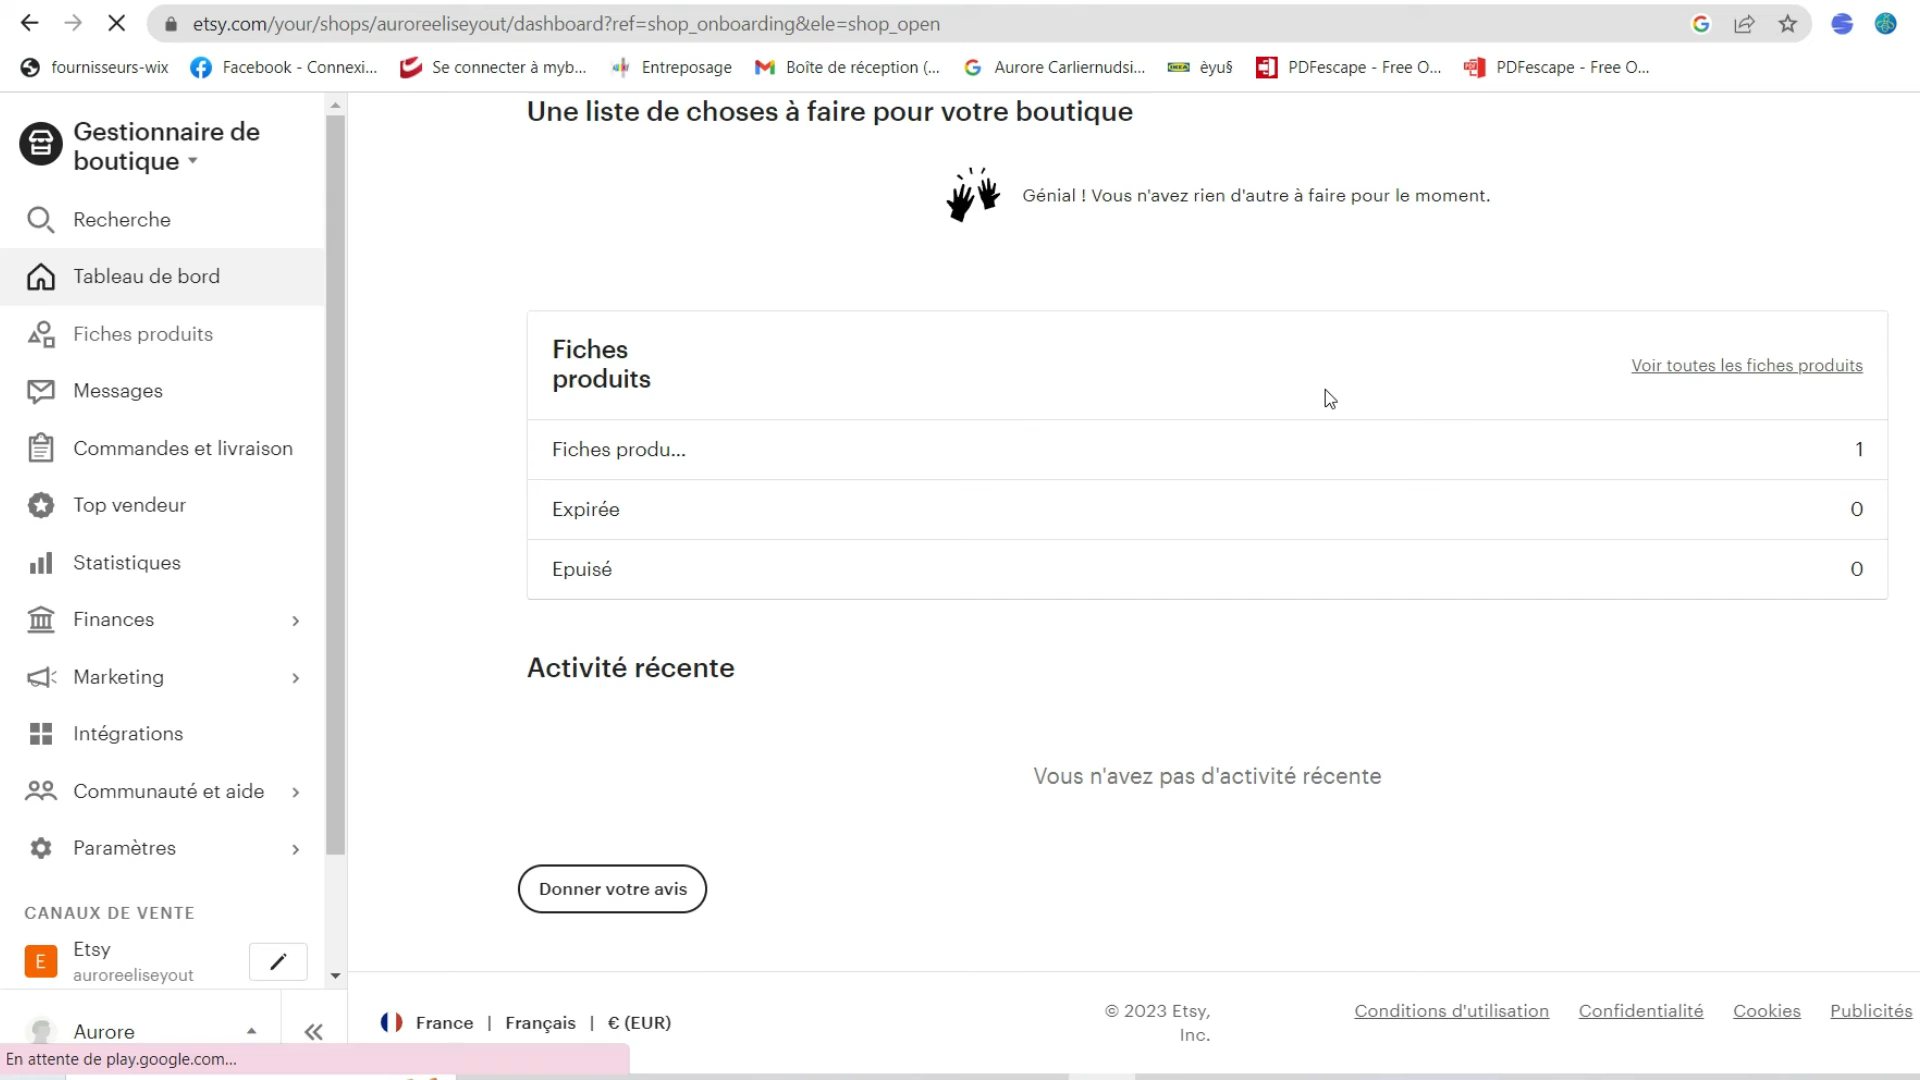 etsy.com/your/shops/auroreeliseyout/dashboard?ref=shop_onboarding&ele=shop_open
fournisseurs-wix
Facebook - Connexi...
Se connecter à myb...
Entreposage
Boîte de réception (...
Aurore Carliernudsi...
èyu§
PDFescape - Free O...
PDFescape - Free O...
Gestionnaire de
boutique
Recherche
Tableau de bord
Fiches produits
Messages
Commandes et livraison
Top vendeur
Statistiques
Finances
Marketing
Intégrations
Communauté et aide
Paramètres
CANAUX DE VENTE
E
Etsy
auroreeliseyout
Aurore
En attente de play.google.com...
Une liste de choses à faire pour votre boutique
Génial ! Vous n'avez rien d'autre à faire pour le moment.
Fiches
produits
Voir toutes les fiches produits
Fiches produ... 1
Expirée 0
Epuisé 0
Activité récente
Vous n'avez pas d'activité récente
Donner votre avis
France | Français | € (EUR)
© 2023 Etsy,
Inc.
Conditions d'utilisation
Confidentialité
Cookies
Publicités